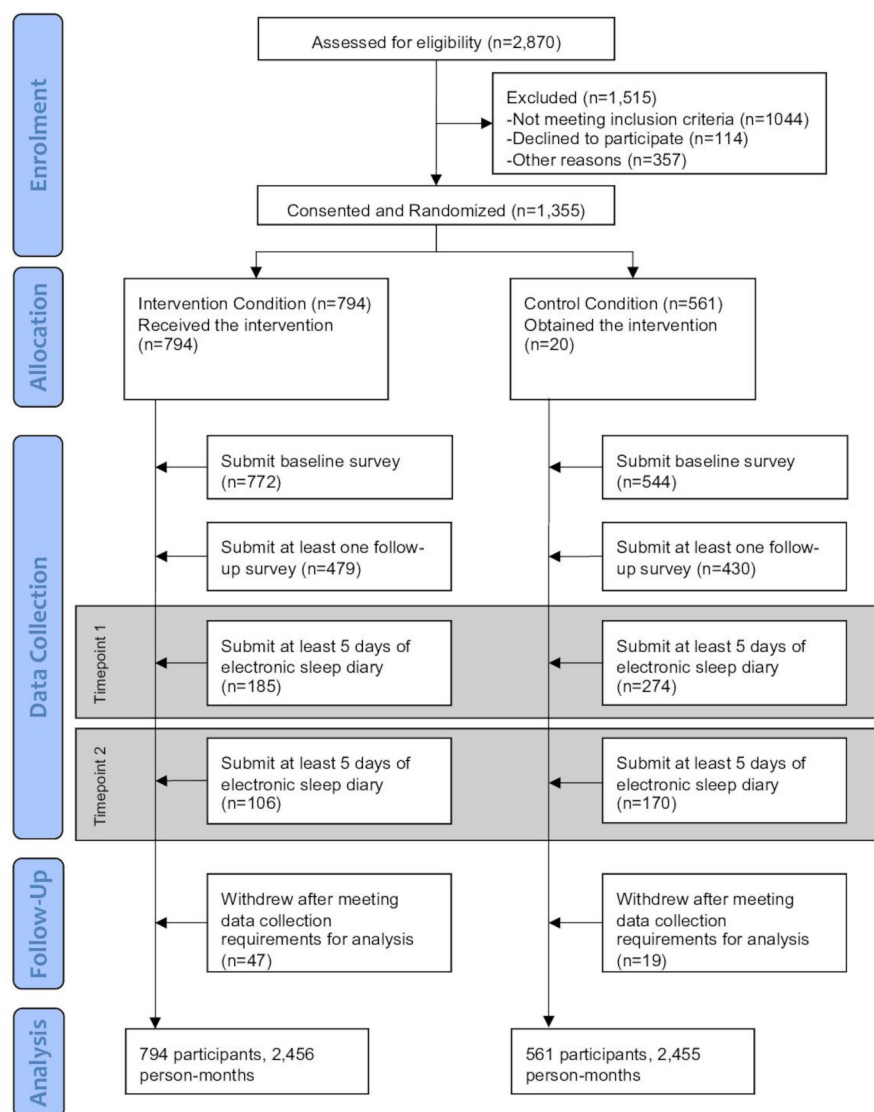 Enrolment
Assessed for eligibility (n=2,870)
Excluded (n=1,515)
-Not meeting inclusion criteria (n=1044)
-Declined to participate (n=114)
-Other reasons (n=357)
Consented and Randomized (n=1,355)
Allocation
Intervention Condition (n=794)
Received the intervention
(n=794)
Control Condition (n=561)
Obtained the intervention
(n=20)
Data Collection
Submit baseline survey
(n=772)
Submit baseline survey
(n=544)
Submit at least one follow-
up survey (n=479)
Submit at least one follow-
up survey (n=430)
Timepoint 1
Submit at least 5 days of
electronic sleep diary
(n=185)
Submit at least 5 days of
electronic sleep diary
(n=274)
Timepoint 2
Submit at least 5 days of
electronic sleep diary
(n=106)
Submit at least 5 days of
electronic sleep diary
(n=170)
Follow-Up
Withdrew after meeting
data collection
requirements for analysis
(n=47)
Withdrew after meeting
data collection
requirements for analysis
(n=19)
Analysis
794 participants, 2,456
person-months
561 participants, 2,455
person-months